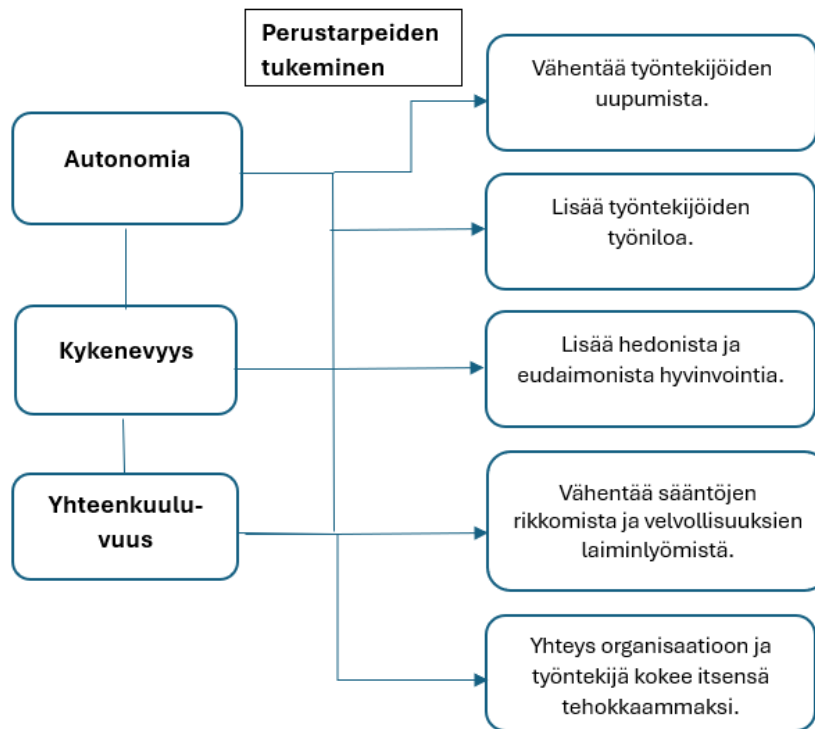 Perustarpeiden
tukeminen
Autonomia
Kykenevyys
Yhteenkuulu-
vuus
Vähentää työntekijöiden
uupumista.
Lisää työntekijöiden
työniloa.
Lisää hedonista ja
eudaimonista hyvinvointia.
Vähentää sääntöjen
rikkomista ja velvollisuuksien
laiminlyömistä.
Yhteys organisaatioon ja
työntekijä kokee itsensä
tehokkaammaksi.